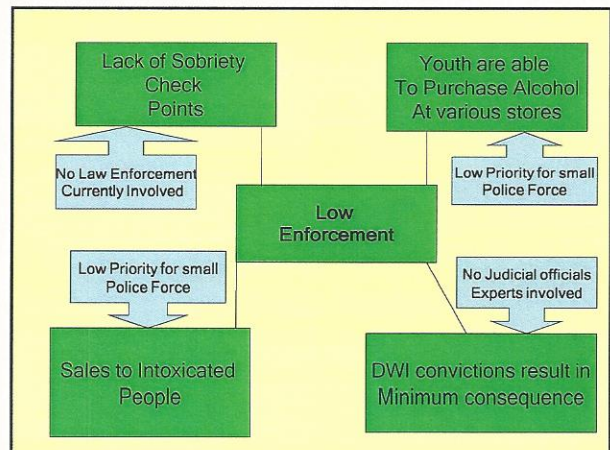 Lack of Sobriety
Check
Points
Youth are able
To Purchase Alcohol
At various stores
No Law Enforcement
Currently Involved
Low Priority for small
Police Force
Low
Enforcement
Low Priority for small
Police Force
No Judicial officials
Experts involved
Sales to Intoxicated
People
DWI convictions result in
Minimum consequence